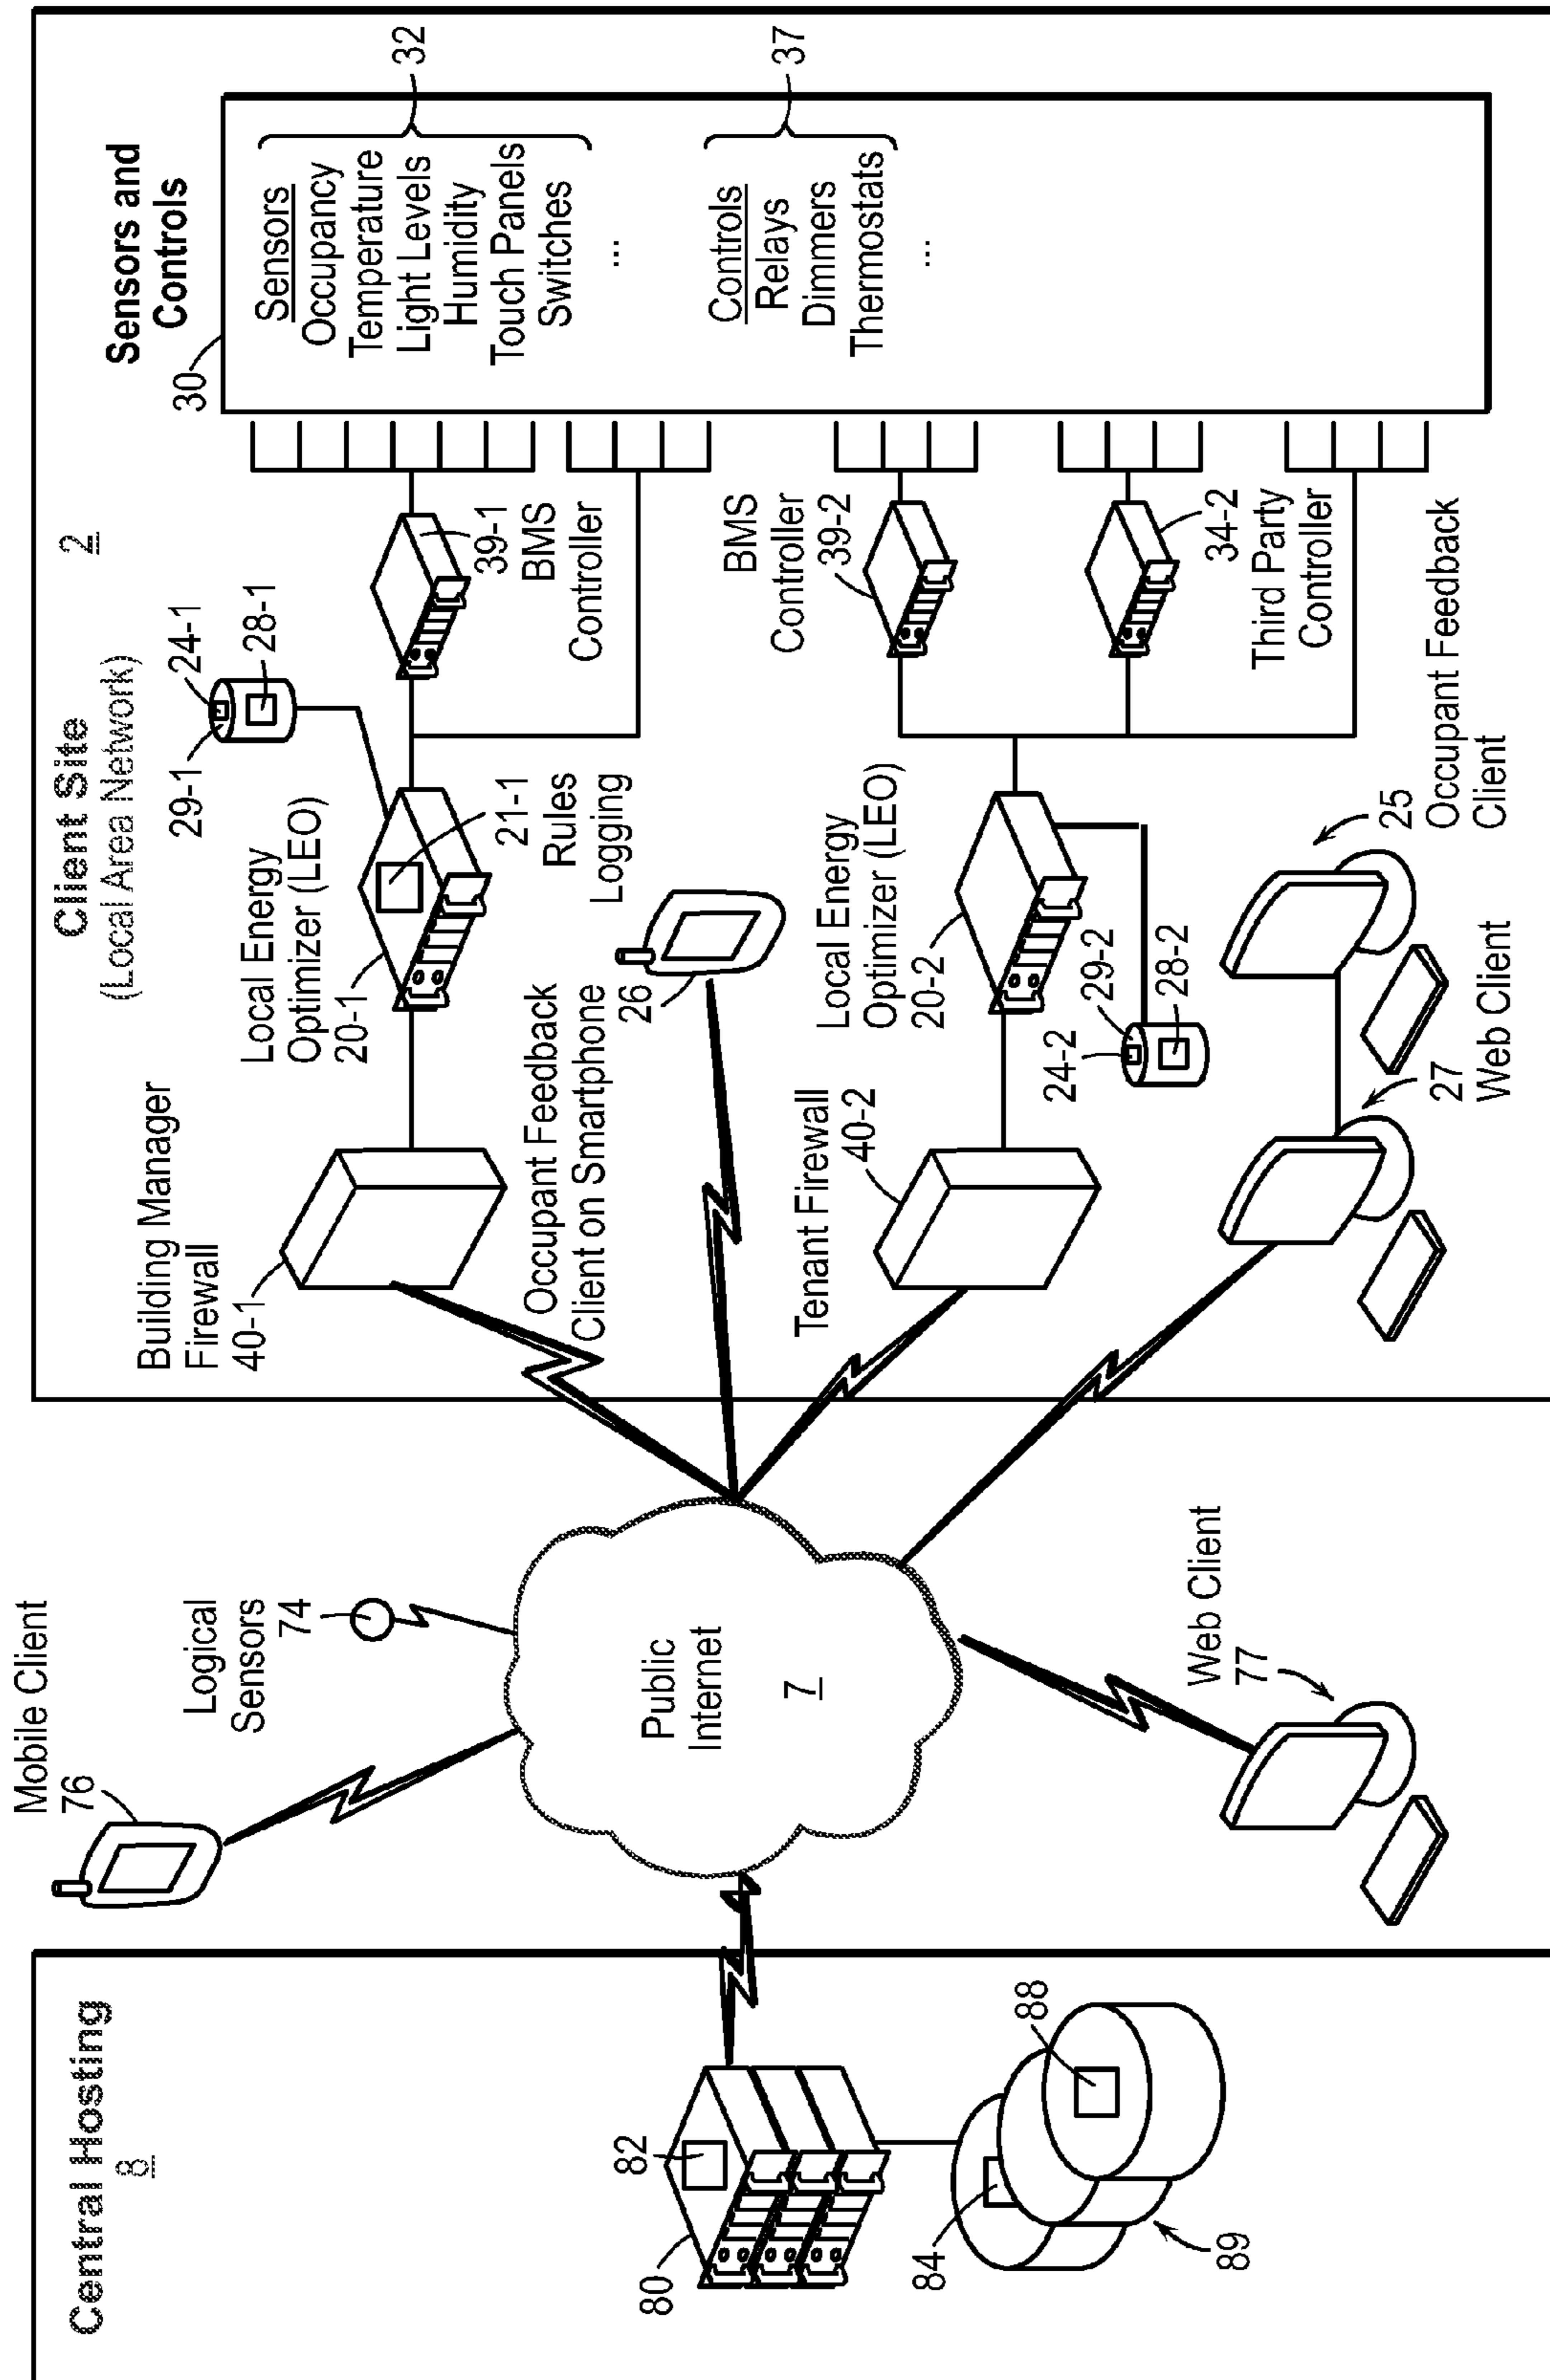 Central Hosting
8
80
82
84
88
89
Mobile Client
76
Logical
Sensors
74
Public
Internet
7
Web Client
77
Client Site
(Local Area Network)
2
Building Manager
Firewall
40-1
Local Energy
Optimizer (LEO)
20-1
29-1
24-1
28-1
21-1
Rules
Logging
39-1
BMS
Controller
Occupant Feedback
Client on Smartphone
26
Tenant Firewall
40-2
Local Energy
Optimizer (LEO)
20-2
24-2
29-2
28-2
BMS
Controller
39-2
34-2
Third Party
Controller
27
Web Client
25
Occupant Feedback
Client
Sensors and
Controls
30
Sensors
Occupancy
Temperature
Light Levels
Humidity
Touch Panels
Switches
...
32
Controls
Relays
Dimmers
Thermostats
...
37